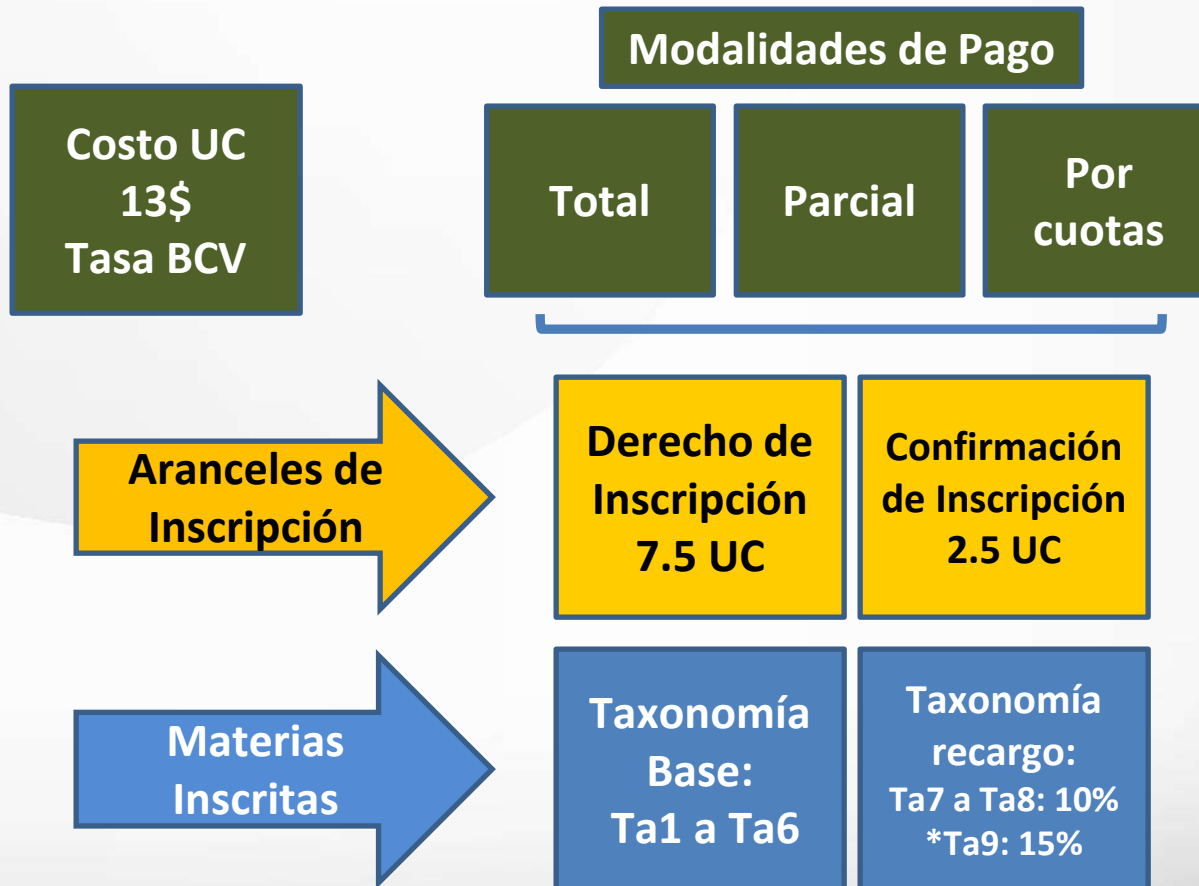 Modalidades de Pago
Costo UC
13$
Tasa BCV
Total
Parcial
Por
cuotas
Aranceles de
Inscripción
Derecho de
Inscripción
7.5 UC
Confirmación
de Inscripción
2.5 UC
Materias
Inscritas
Taxonomía
Base:
Ta1 a Ta6
Taxonomía
recargo:
Ta7 a Ta8: 10%
*Ta9: 15%